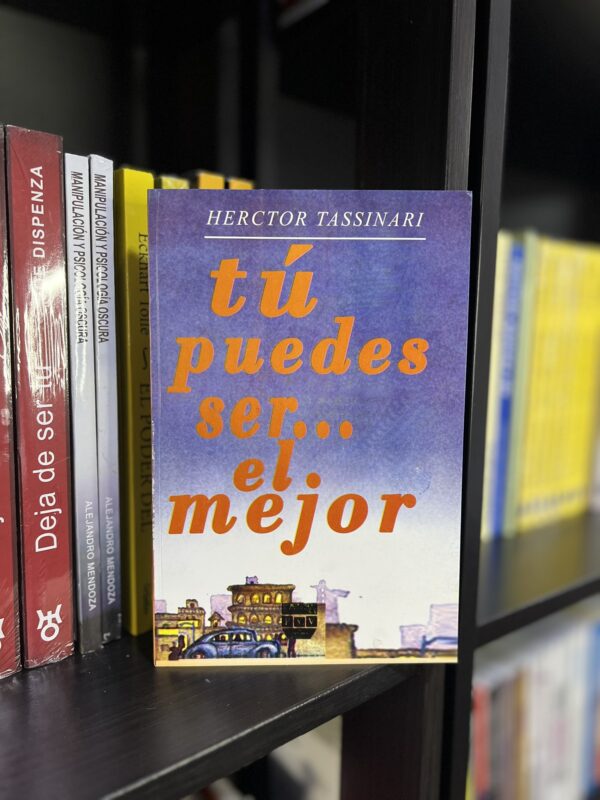 HERCTOR TASSINARI
tú
puedes
ser...
el
mejor
DISPENZA
Deja de ser tú
MANIPULACIÓN Y PSICOLOGÍA OSCURA
ALEJANDRO MENDOZA
MANIPULACIÓN Y PSICOLOGÍA OSCURA
ALEJANDRO MENDOZA
Eckhart Tolle
EL PODER DEL